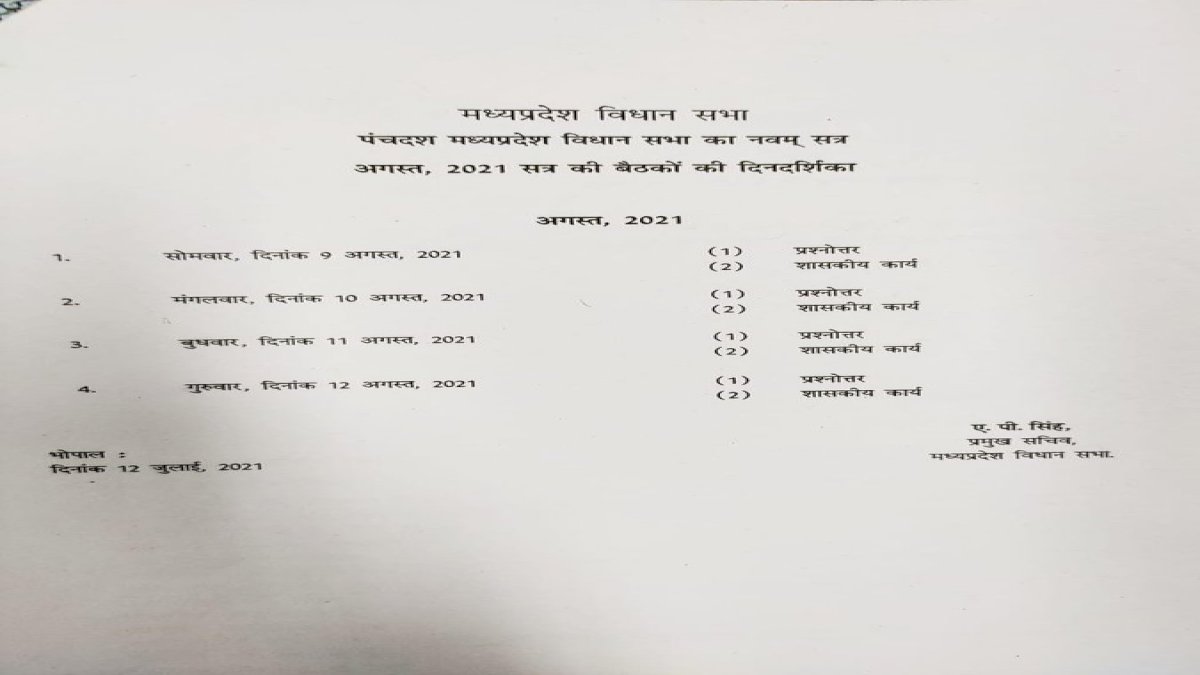 मध्यप्रदेश विधान सभा
पंचदश मध्यप्रदेश विधान सभा का नवम् सत्र
अगस्त, 2021 सत्र की बैठकों की दिनदर्शिका
अगस्त, 2021
1. सोमवार, दिनांक 9 अगस्त, 2021 (1) प्रश्नोत्तर
(2) शासकीय कार्य
2. मंगलवार, दिनांक 10 अगस्त, 2021 (1) प्रश्नोत्तर
(2) शासकीय कार्य
3. बुधवार, दिनांक 11 अगस्त, 2021 (1) प्रश्नोत्तर
(2) शासकीय कार्य
4. गुरुवार, दिनांक 12 अगस्त, 2021 (1) प्रश्नोत्तर
(2) शासकीय कार्य
ए. पी. सिंह,
प्रमुख सचिव,
मध्यप्रदेश विधान सभा.
भोपाल :
दिनांक 12 जुलाई, 2021